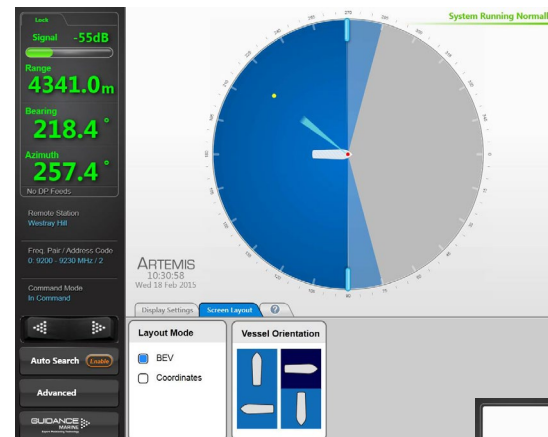 Lock
Signal -55dB
Range
4341.0m
Bearing
218.4°
Azimuth
257.4°
No DP Feeds
Remote Station
Westray Hill
Freq. Pair / Address Code
0: 9200 - 9230 MHz / 2
Command Mode
In Command
Auto Search Enable
Advanced
GUIDANCE
MARINE
System Running Normall
270
180
0
90
ARTEMIS
10:30:58
Wed 18 Feb 2015
Display Settings Screen Layout ?
Layout Mode
BEV
Coordinates
Vessel Orientation